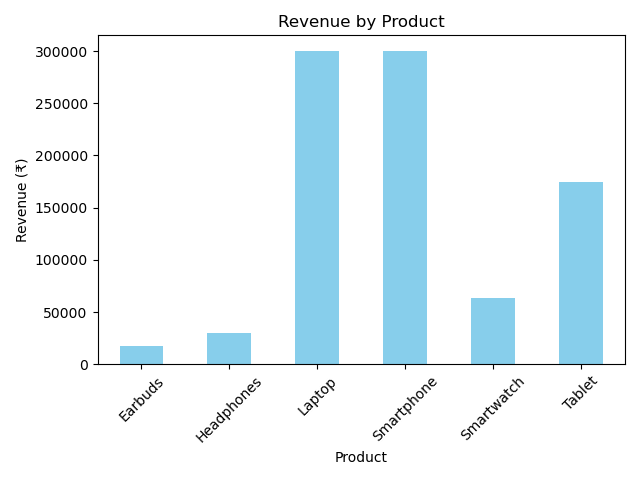 Revenue by Product
Revenue (₹)
300000
250000
200000
150000
100000
50000
0
Earbuds
Headphones
Laptop
Smartphone
Smartwatch
Tablet
Product